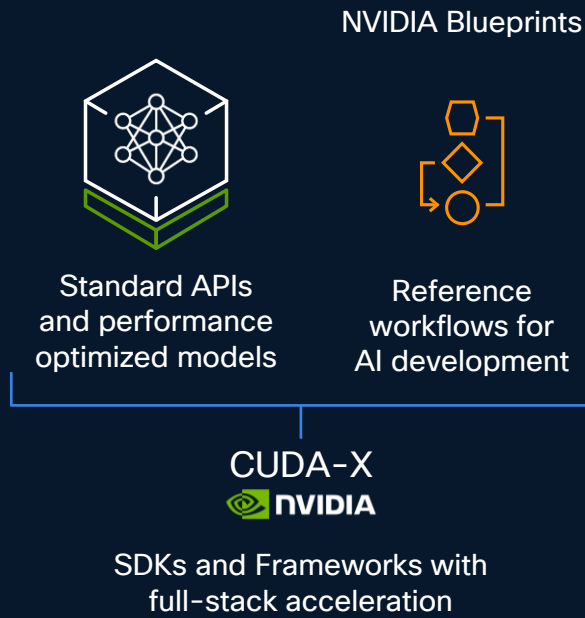 NVIDIA Blueprints
Standard APIs
and performance
optimized models
Reference
workflows for
AI development
CUDA-X
NVIDIA
SDKs and Frameworks with
full-stack acceleration